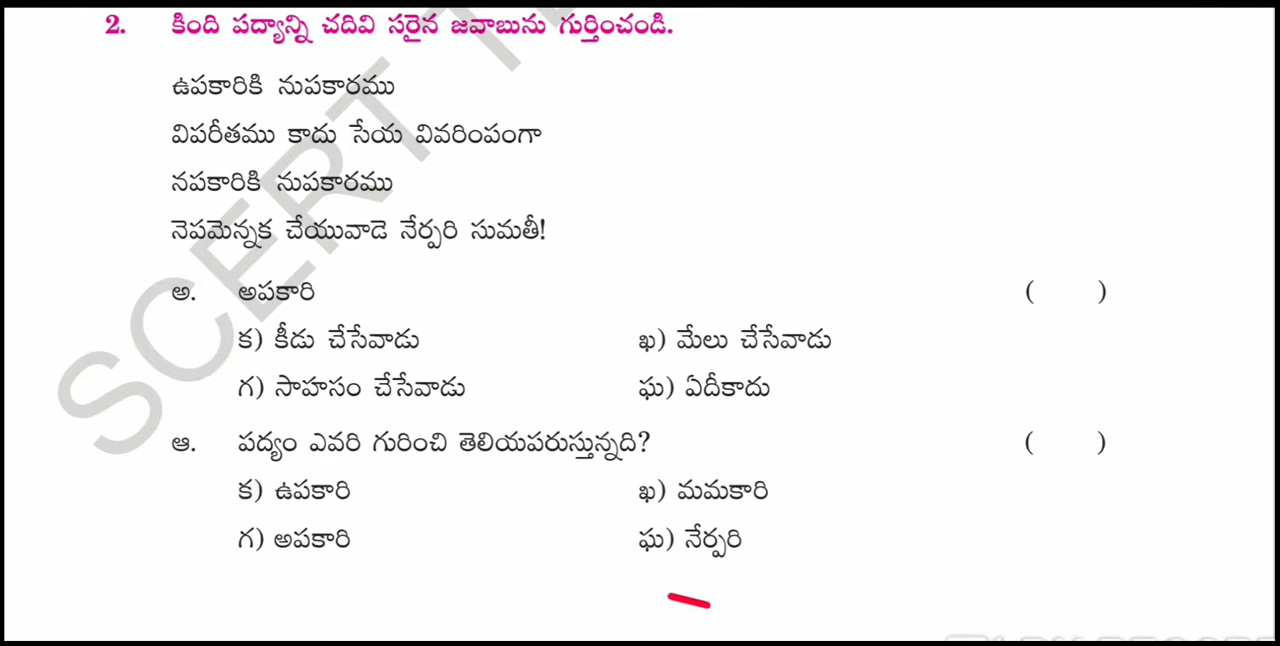 2. కింది పద్యాన్ని చదివి సరైన జవాబును గుర్తించండి.
ఉపకారికి నుపకారము
విపరీతము కాదు సేయ వివరింపంగా
నపకారికి నుపకారము
నెపమెన్నక చేయువాడె నేర్పరి సుమతీ!
అ. అపకారి ( )
క) కీడు చేసేవాడు ఖ) మేలు చేసేవాడు
గ) సాహసం చేసేవాడు ఘ) ఏదీకాదు
ఆ. పద్యం ఎవరి గురించి తెలియపరుస్తున్నది? ( )
క) ఉపకారి ఖ) మమకారి
గ) అపకారి ఘ) నేర్పరి
SCERT